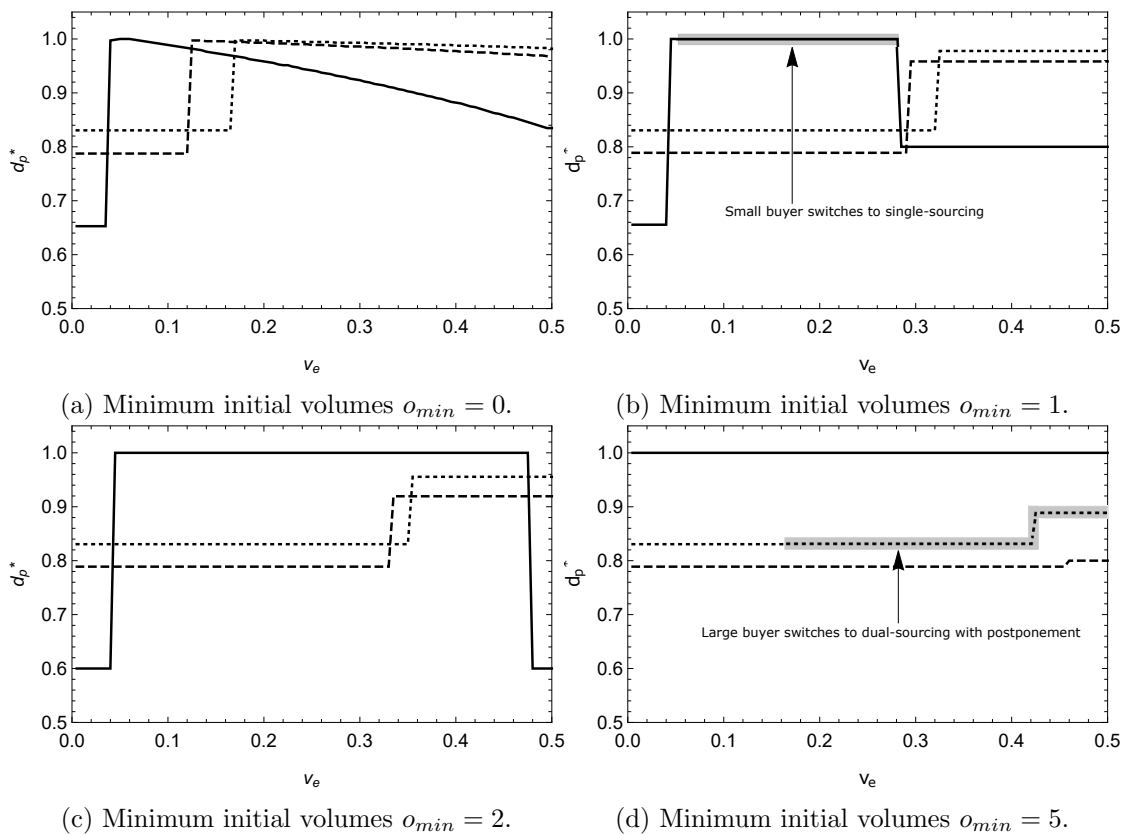 1.0
0.9
0.8
0.7
0.6
0.5
d_p*
0.0 0.1 0.2 0.3 0.4 0.5
v_e
(a) Minimum initial volumes o_min = 0.
1.0
0.9
0.8
0.7
0.6
0.5
d_p*
Small buyer switches to single-sourcing
0.0 0.1 0.2 0.3 0.4 0.5
v_e
(b) Minimum initial volumes o_min = 1.
1.0
0.9
0.8
0.7
0.6
0.5
d_p*
0.0 0.1 0.2 0.3 0.4 0.5
v_e
(c) Minimum initial volumes o_min = 2.
1.0
0.9
0.8
0.7
0.6
0.5
d_p*
Large buyer switches to dual-sourcing with postponement
0.0 0.1 0.2 0.3 0.4 0.5
v_e
(d) Minimum initial volumes o_min = 5.